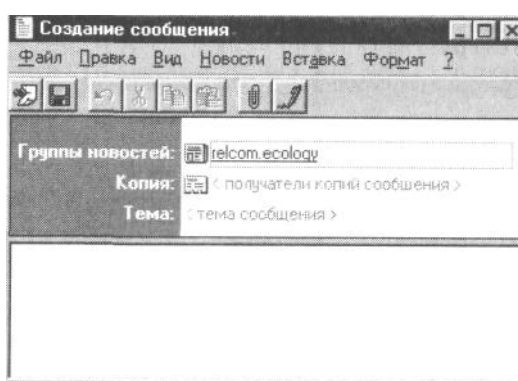 Создание сообщения
Файл Правка Вид Новости Вставка Формат ?
Группы новостей: relcom.ecology
Копия: < получатели копий сообщения >
Тема: < тема сообщения >